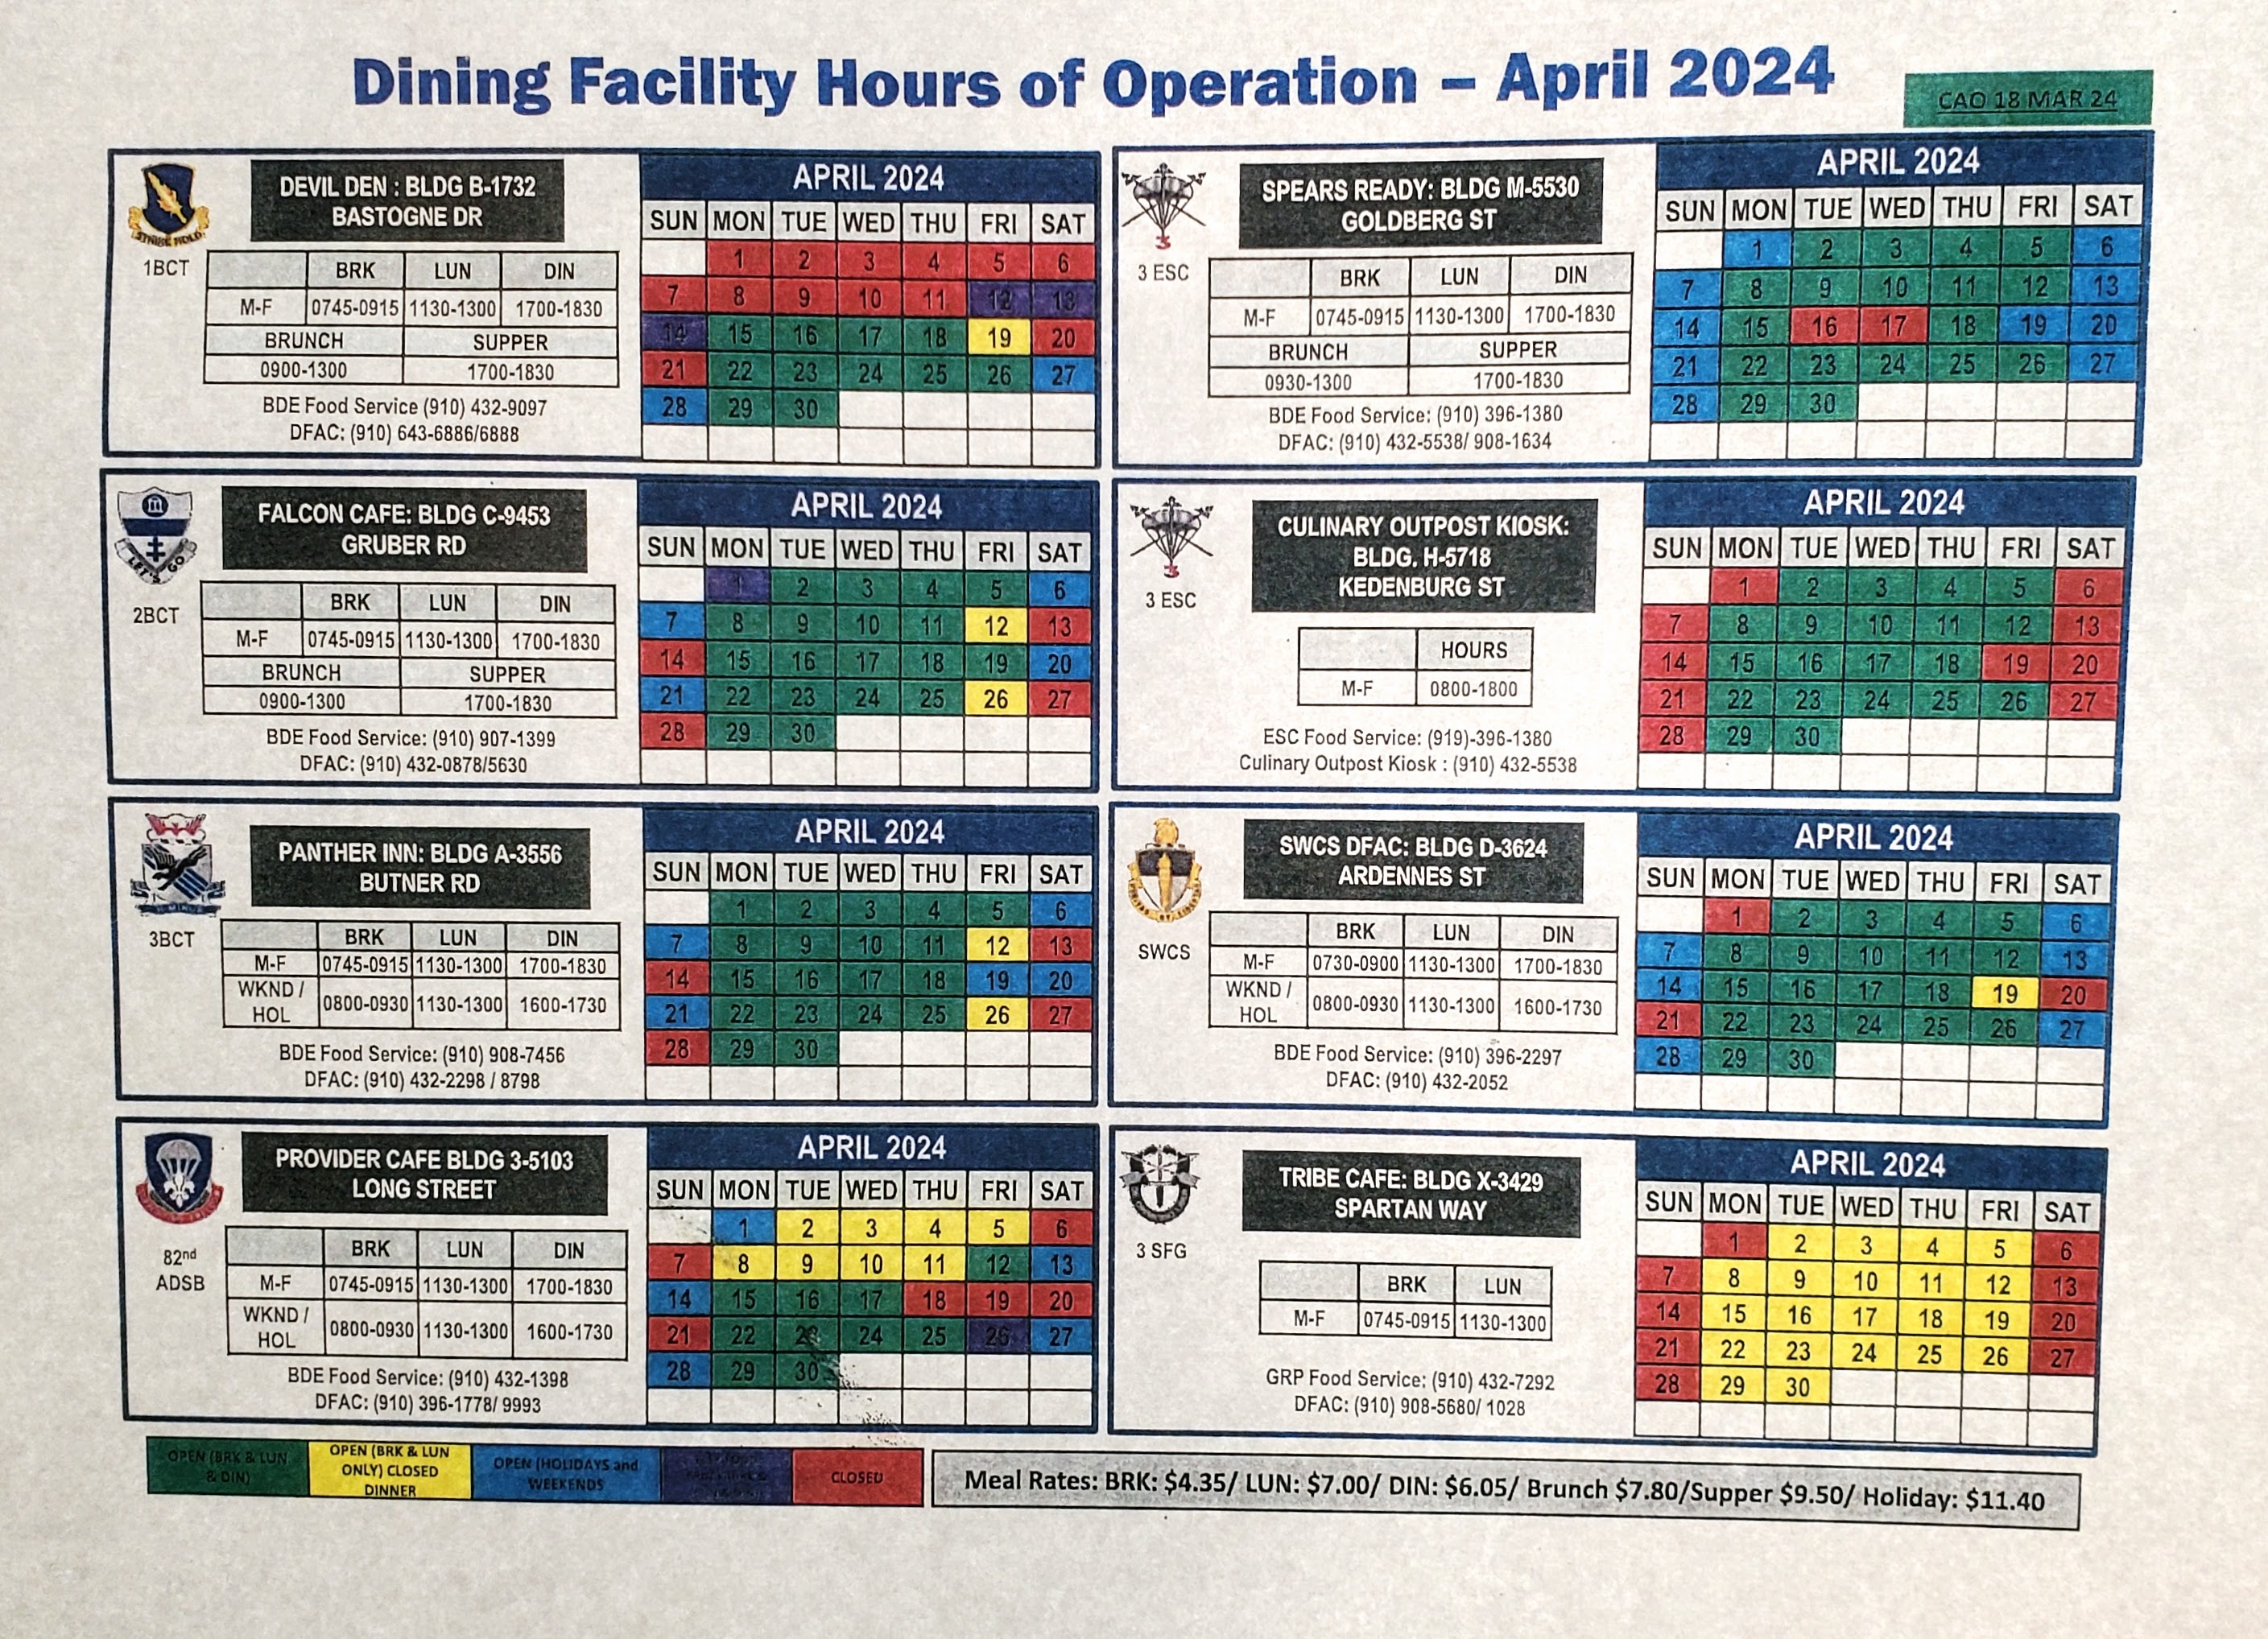 Dining Facility Hours of Operation – April 2024
CAO 18 MAR 24
STRIKE HOLD
1BCT
DEVIL DEN : BLDG B-1732
BASTOGNE DR
BRK LUN DIN
M-F 0745-0915 1130-1300 1700-1830
BRUNCH SUPPER
0900-1300 1700-1830
BDE Food Service (910) 432-9097
DFAC: (910) 643-6886/6888
APRIL 2024
SUN MON TUE WED THU FRI SAT
1 2 3 4 5 6
7 8 9 10 11 12 13
14 15 16 17 18 19 20
21 22 23 24 25 26 27
28 29 30
3 ESC
SPEARS READY: BLDG M-5530
GOLDBERG ST
BRK LUN DIN
M-F 0745-0915 1130-1300 1700-1830
BRUNCH SUPPER
0930-1300 1700-1830
BDE Food Service: (910) 396-1380
DFAC: (910) 432-5538/ 908-1634
APRIL 2024
SUN MON TUE WED THU FRI SAT
1 2 3 4 5 6
7 8 9 10 11 12 13
14 15 16 17 18 19 20
21 22 23 24 25 26 27
28 29 30
LET'S GO
2BCT
FALCON CAFE: BLDG C-9453
GRUBER RD
BRK LUN DIN
M-F 0745-0915 1130-1300 1700-1830
BRUNCH SUPPER
0900-1300 1700-1830
BDE Food Service: (910) 907-1399
DFAC: (910) 432-0878/5630
APRIL 2024
SUN MON TUE WED THU FRI SAT
1 2 3 4 5 6
7 8 9 10 11 12 13
14 15 16 17 18 19 20
21 22 23 24 25 26 27
28 29 30
3 ESC
CULINARY OUTPOST KIOSK:
BLDG. H-5718
KEDENBURG ST
HOURS
M-F 0800-1800
ESC Food Service: (919)-396-1380
Culinary Outpost Kiosk : (910) 432-5538
APRIL 2024
SUN MON TUE WED THU FRI SAT
1 2 3 4 5 6
7 8 9 10 11 12 13
14 15 16 17 18 19 20
21 22 23 24 25 26 27
28 29 30
3BCT
PANTHER INN: BLDG A-3556
BUTNER RD
BRK LUN DIN
M-F 0745-0915 1130-1300 1700-1830
WKND / HOL 0800-0930 1130-1300 1600-1730
BDE Food Service: (910) 908-7456
DFAC: (910) 432-2298 / 8798
APRIL 2024
SUN MON TUE WED THU FRI SAT
1 2 3 4 5 6
7 8 9 10 11 12 13
14 15 16 17 18 19 20
21 22 23 24 25 26 27
28 29 30
SWCS
SWCS DFAC: BLDG D-3624
ARDENNES ST
BRK LUN DIN
M-F 0730-0900 1130-1300 1700-1830
WKND / HOL 0800-0930 1130-1300 1600-1730
BDE Food Service: (910) 396-2297
DFAC: (910) 432-2052
APRIL 2024
SUN MON TUE WED THU FRI SAT
1 2 3 4 5 6
7 8 9 10 11 12 13
14 15 16 17 18 19 20
21 22 23 24 25 26 27
28 29 30
82nd
ADSB
PROVIDER CAFE BLDG 3-5103
LONG STREET
BRK LUN DIN
M-F 0745-0915 1130-1300 1700-1830
WKND / HOL 0800-0930 1130-1300 1600-1730
BDE Food Service: (910) 432-1398
DFAC: (910) 396-1778/ 9993
APRIL 2024
SUN MON TUE WED THU FRI SAT
1 2 3 4 5 6
7 8 9 10 11 12 13
14 15 16 17 18 19 20
21 22 23 24 25 26 27
28 29 30
3 SFG
TRIBE CAFE: BLDG X-3429
SPARTAN WAY
BRK LUN
M-F 0745-0915 1130-1300
GRP Food Service: (910) 432-7292
DFAC: (910) 908-5680/ 1028
APRIL 2024
SUN MON TUE WED THU FRI SAT
1 2 3 4 5 6
7 8 9 10 11 12 13
14 15 16 17 18 19 20
21 22 23 24 25 26 27
28 29 30
OPEN (BRK & LUN
& DIN)
OPEN (BRK & LUN
ONLY) CLOSED
DINNER
OPEN (HOLIDAYS and
WEEKENDS
CLOSED
Meal Rates: BRK: $4.35/ LUN: $7.00/ DIN: $6.05/ Brunch $7.80/Supper $9.50/ Holiday: $11.40